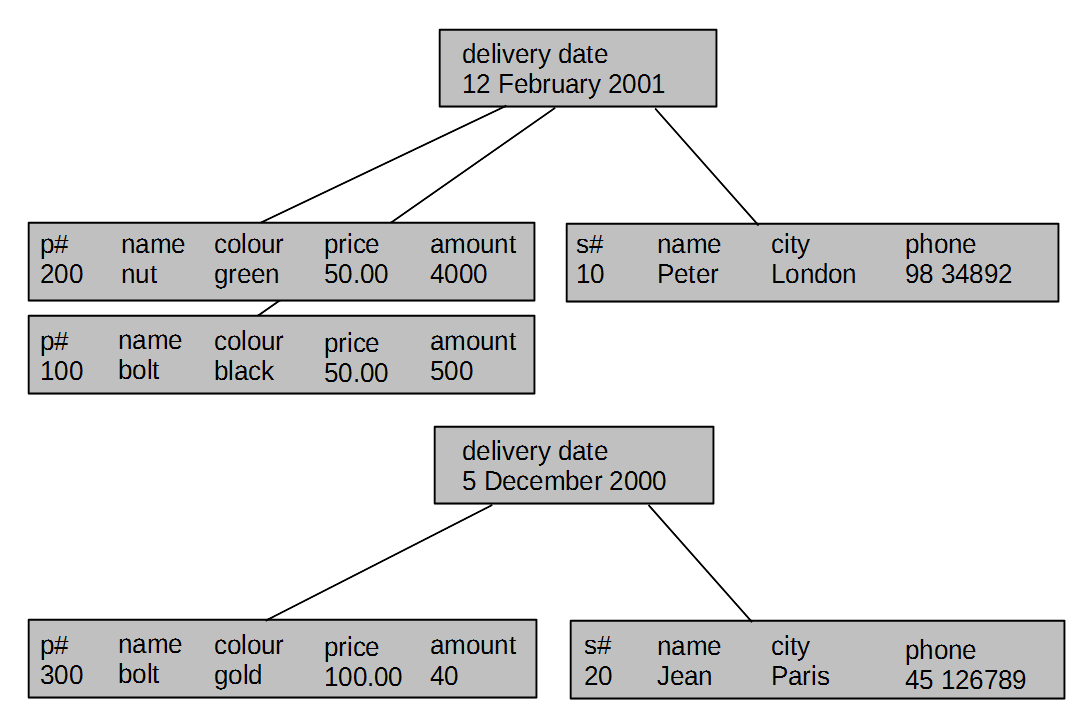 delivery date
12 February 2001
p# name colour price amount
200 nut green 50.00 4000
s# name city phone
10 Peter London 98 34892
p# name colour price amount
100 bolt black 50.00 500
delivery date
5 December 2000
p# name colour price amount
300 bolt gold 100.00 40
s# name city phone
20 Jean Paris 45 126789